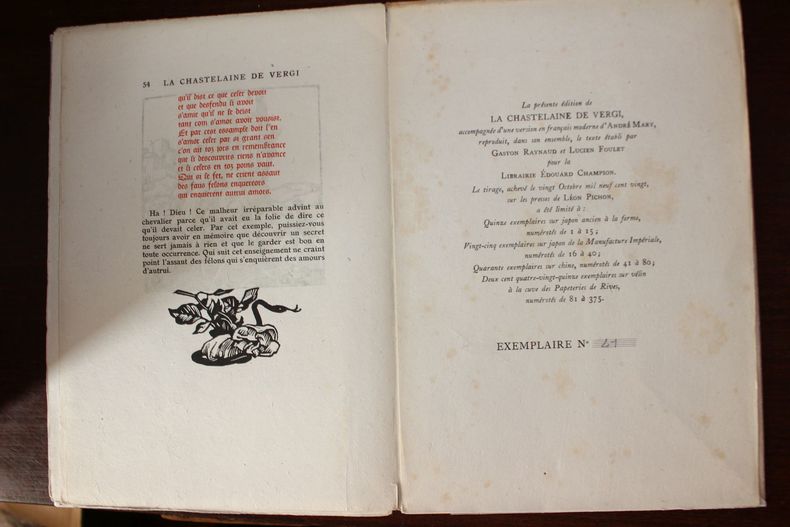 54 LA CHASTELAINE DE VERGI
qu'il dist ce que celer devoit
et que desfendu li avoit
s'amie qu'il ne le deïst
tant com s'amor avoir vousist.
Et par cest essample doit l'en
s'amor celer par si grant sen
c'on ait toz jors en remembrance
que li descouvrirs riens n'avance
et li celers en toz poins vaut.
Qui si le fet, ne crient assaut
des faus felons enquereors
qui enquierent autrui amors.
Ha ! Dieu ! Ce malheur irréparable advint au
chevalier parce qu'il avait eu la folie de dire ce
qu'il devait celer. Par cet exemple, puissiez-vous
toujours avoir en mémoire que découvrir un secret
ne sert jamais à rien et que le garder est bon en
toute occurrence. Qui suit cet enseignement ne craint
point l'assaut des félons qui s'enquièrent des amours
d'autrui.
La présente édition de
LA CHASTELAINE DE VERGI,
accompagnée d'une version en français moderne d'ANDRÉ MARY,
reproduit, dans son ensemble, le texte établi par
GASTON RAYNAUD et LUCIEN FOULET
pour la
LIBRAIRIE ÉDOUARD CHAMPION.
Le tirage, achevé le vingt Octobre mil neuf cent vingt,
sur les presses de LÉON PICHON,
a été limité à :
Quinze exemplaires sur japon ancien à la forme,
numérotés de 1 à 15 ;
Vingt-cinq exemplaires sur japon de la Manufacture Impériale,
numérotés de 16 à 40 ;
Quarante exemplaires sur chine, numérotés de 41 à 80 ;
Deux cent quatre-vingt-quinze exemplaires sur vélin
à la cuve des Papeteries de Rives,
numérotés de 81 à 375.
EXEMPLAIRE N°